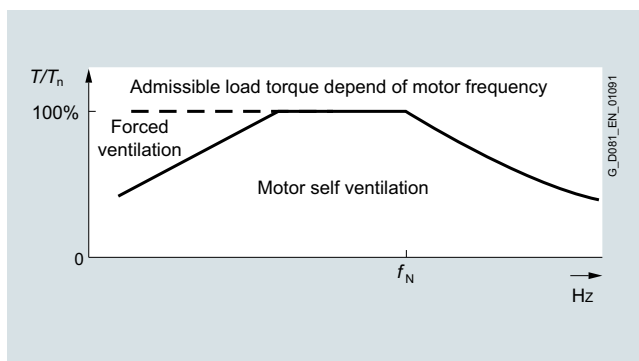 T/Tn
Admissible load torque depend of motor frequency
100%
Forced
ventilation
Motor self ventilation
0
fN
Hz
G_D081_EN_01091